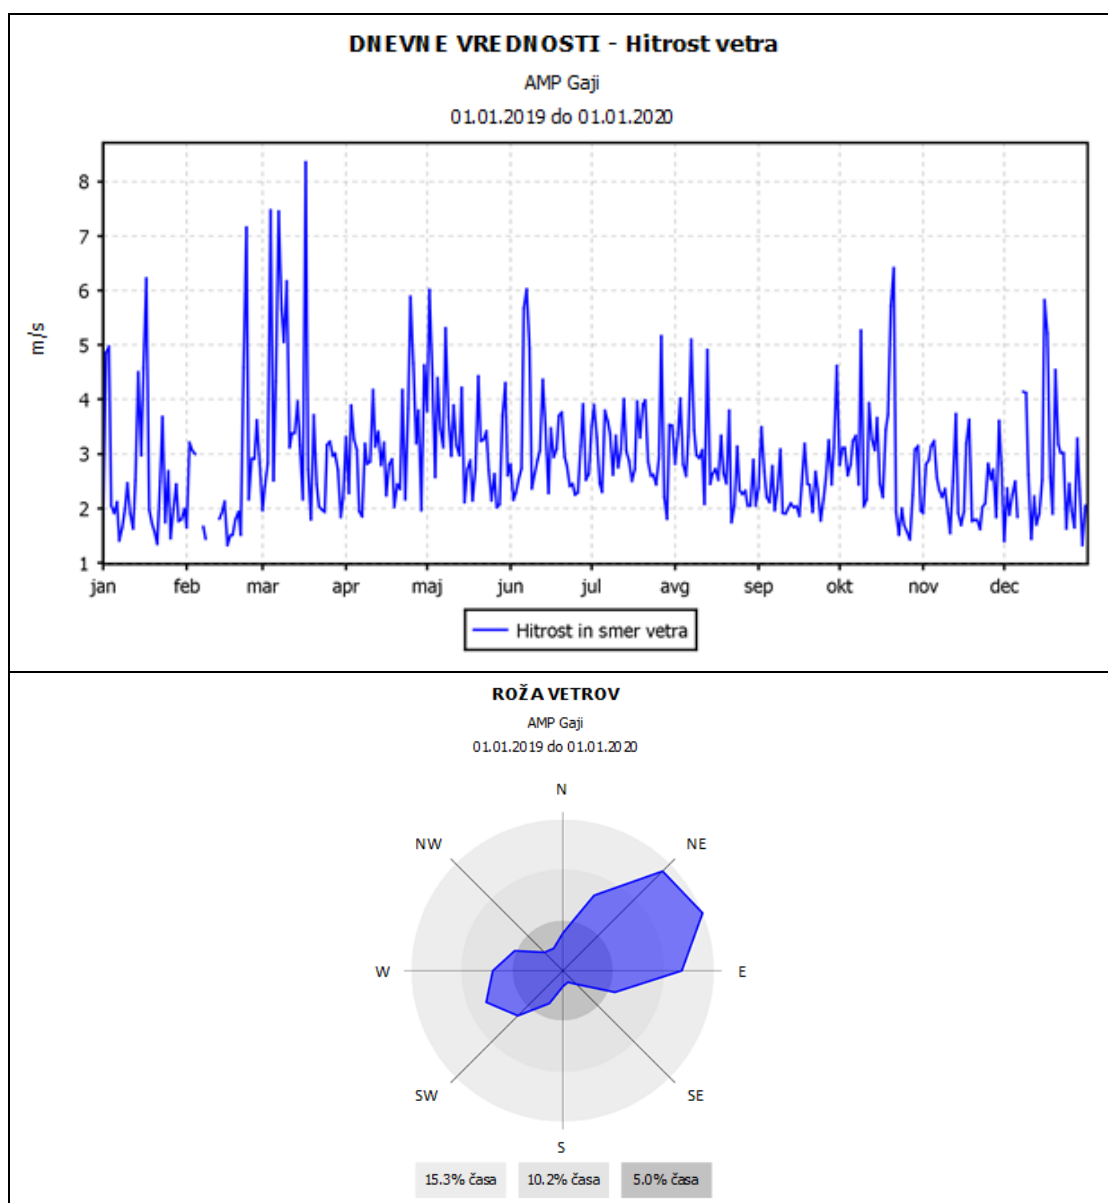 DNEVNE VREDNOSTI - Hitrost vetra
AMP Gaji
01.01.2019 do 01.01.2020
8
7
6
5
4
3
2
1
m/s
jan feb mar apr maj jun jul avg sep okt nov dec
Hitrost in smer vetra
ROŽA VETROV
AMP Gaji
01.01.2019 do 01.01.2020
N
NW NE
W E
SW SE
S
15.3% časa 10.2% časa 5.0% časa